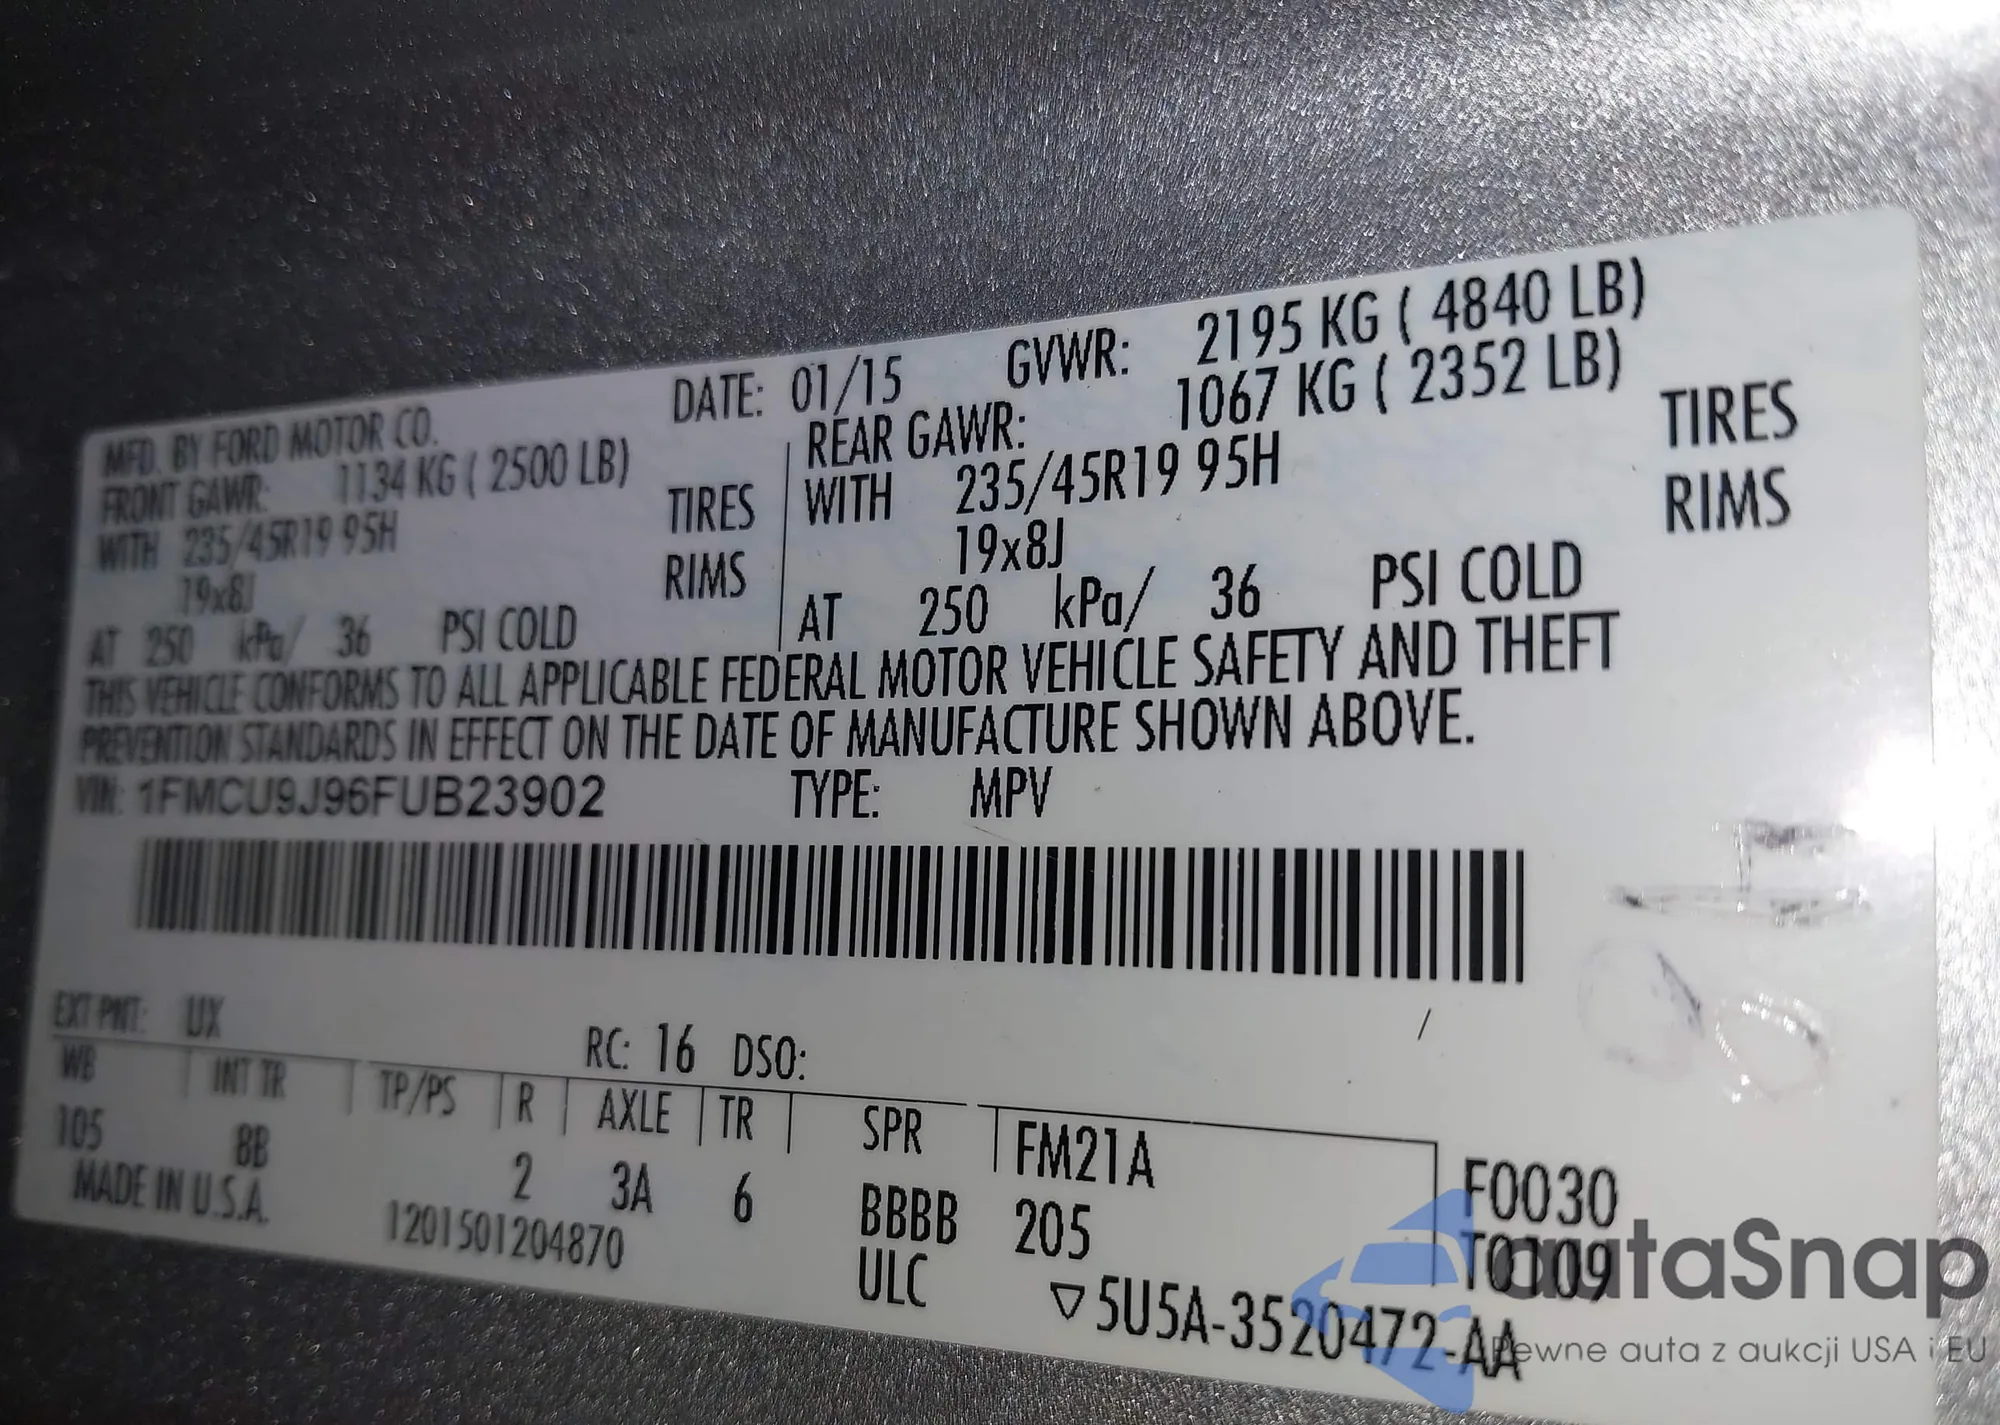 MFD. BY FORD MOTOR CO. DATE: 01/15 GVWR: 2195 KG ( 4840 LB)
FRONT GAWR: 1134 KG ( 2500 LB)
WITH 235/45R19 95H TIRES
19x8J RIMS
AT 250 kPa/ 36 PSI COLD
REAR GAWR: 1067 KG ( 2352 LB)
WITH 235/45R19 95H TIRES
19x8J RIMS
AT 250 kPa/ 36 PSI COLD
THIS VEHICLE CONFORMS TO ALL APPLICABLE FEDERAL MOTOR VEHICLE SAFETY AND THEFT
PREVENTION STANDARDS IN EFFECT ON THE DATE OF MANUFACTURE SHOWN ABOVE.
VIN: 1FMCU9J96FUB23902 TYPE: MPV
EXT PNT: UX RC: 16 DSO:
WB INT TR TP/PS R AXLE TR SPR FM21A
105 8B 2 3A 6 BBBB 205 F0030
MADE IN U.S.A. 1201501204870 ULC T0109
▽5U5A-3520472-AA
autaSnap
Pewne auta z aukcji USA i EU